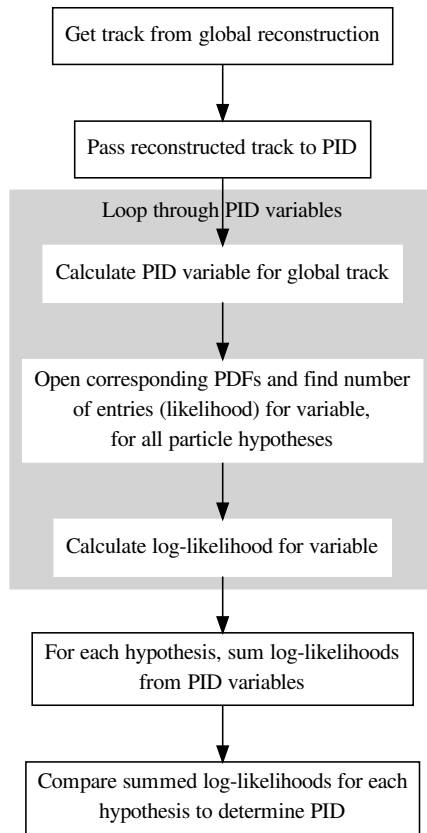 Get track from global reconstruction
Pass reconstructed track to PID
Loop through PID variables
Calculate PID variable for global track
Open corresponding PDFs and find number
of entries (likelihood) for variable,
for all particle hypotheses
Calculate log-likelihood for variable
For each hypothesis, sum log-likelihoods
from PID variables
Compare summed log-likelihoods for each
hypothesis to determine PID